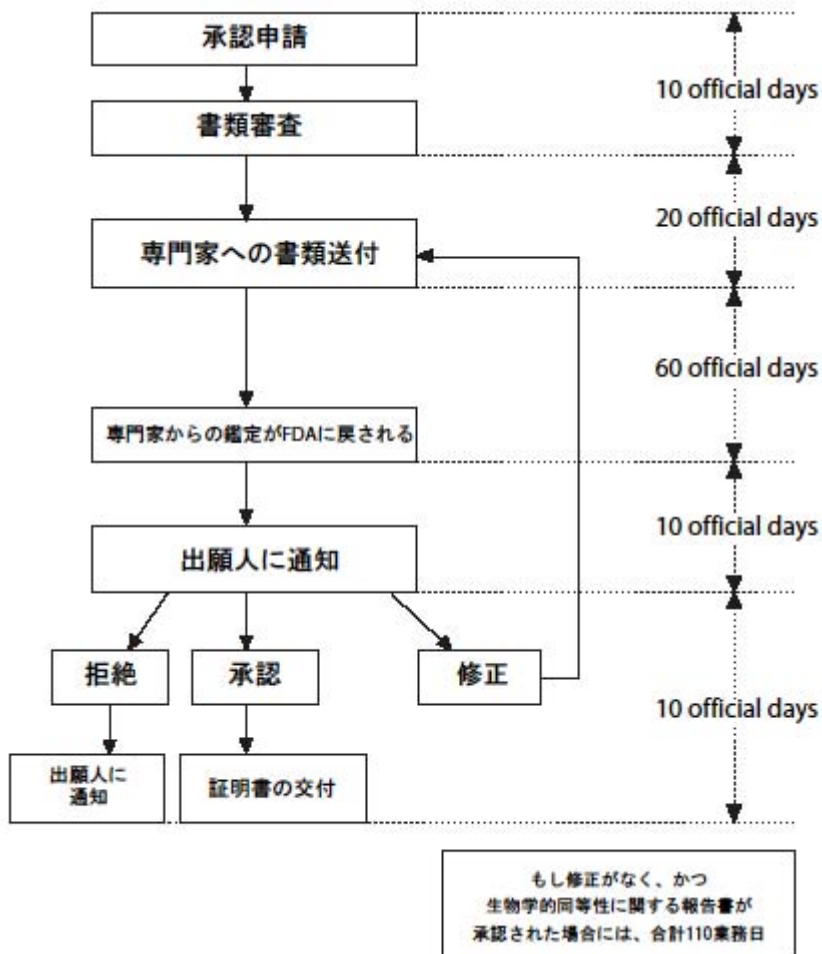 承認申請
10 official days
書類審査
20 official days
専門家への書類送付
60 official days
専門家からの鑑定がFDAに戻される
10 official days
出願人に通知
拒絶
承認
修正
10 official days
出願人に
通知
証明書の交付
もし修正がなく、かつ
生物学的同等性に関する報告書が
承認された場合には、合計110業務日